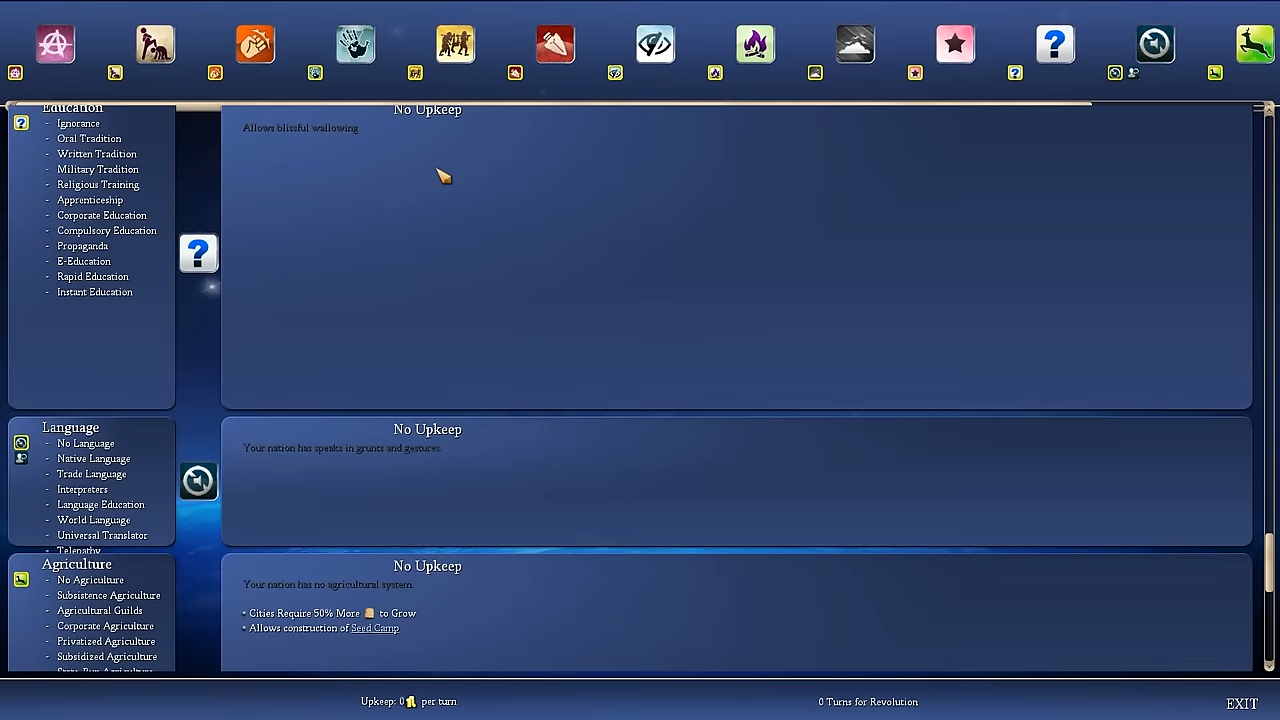 Education
No Upkeep
- Ignorance
Allows blissful wallowing
- Oral Tradition
- Written Tradition
- Military Tradition
- Religious Training
- Apprenticeship
- Corporate Education
- Compulsory Education
- Propaganda
- E-Education
- Rapid Education
- Instant Education
Language
No Upkeep
- No Language
Your nation has speaks in grunts and gestures.
- Native Language
- Trade Language
- Interpreters
- Language Education
- World Language
- Universal Translator
- Telepathy
Agriculture
No Upkeep
- No Agriculture
Your nation has no agricultural system.
- Subsistence Agriculture
- Agricultural Guilds
• Cities Require 50% More to Grow
- Corporate Agriculture
• Allows construction of Seed Camp
- Privatized Agriculture
- Subsidized Agriculture
- State-Run Agriculture
Upkeep: 0 per turn
0 Turns for Revolution
EXIT